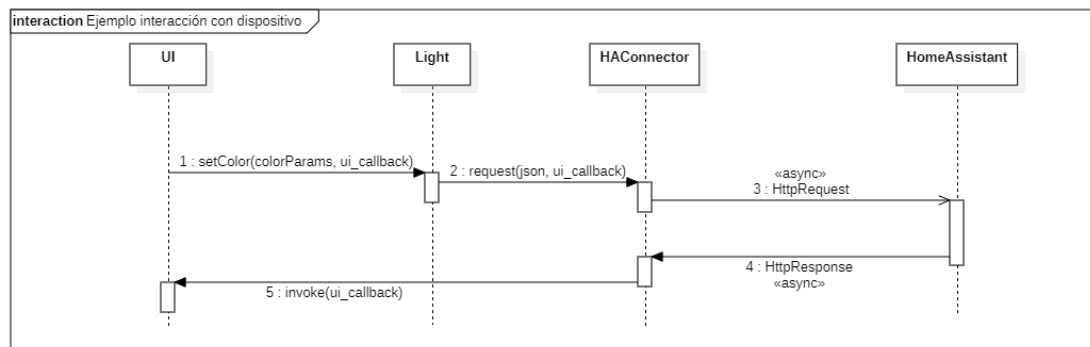 interaction Ejemplo interacción con dispositivo
UI
Light
HAConnector
HomeAssistant
1 : setColor(colorParams, ui_callback)
2 : request(json, ui_callback)
«async»
3 : HttpRequest
4 : HttpResponse
«async»
5 : invoke(ui_callback)